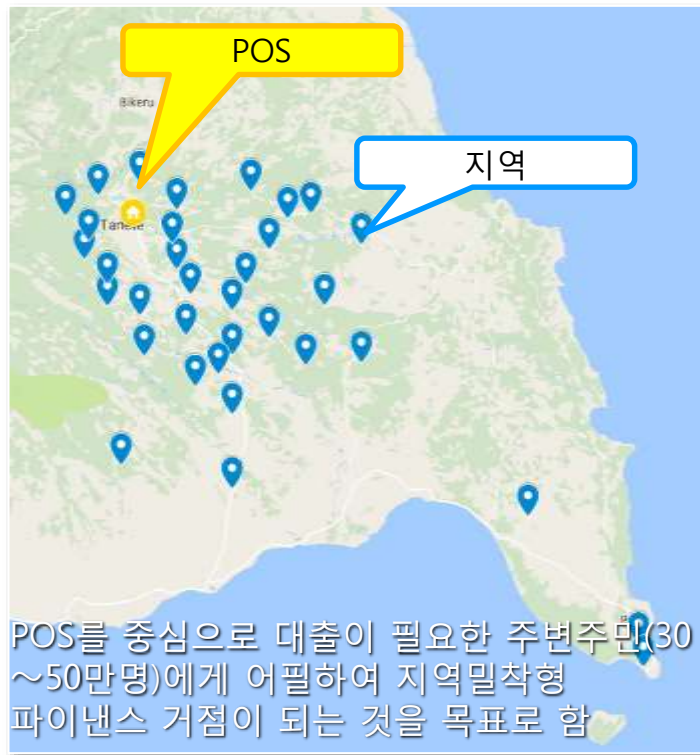 POS
Bikeru
지역
Tanete
POS를 중심으로 대출이 필요한 주변주민(30
～50만명)에게 어필하여 지역밀착형
파이낸스 거점이 되는 것을 목표로 함